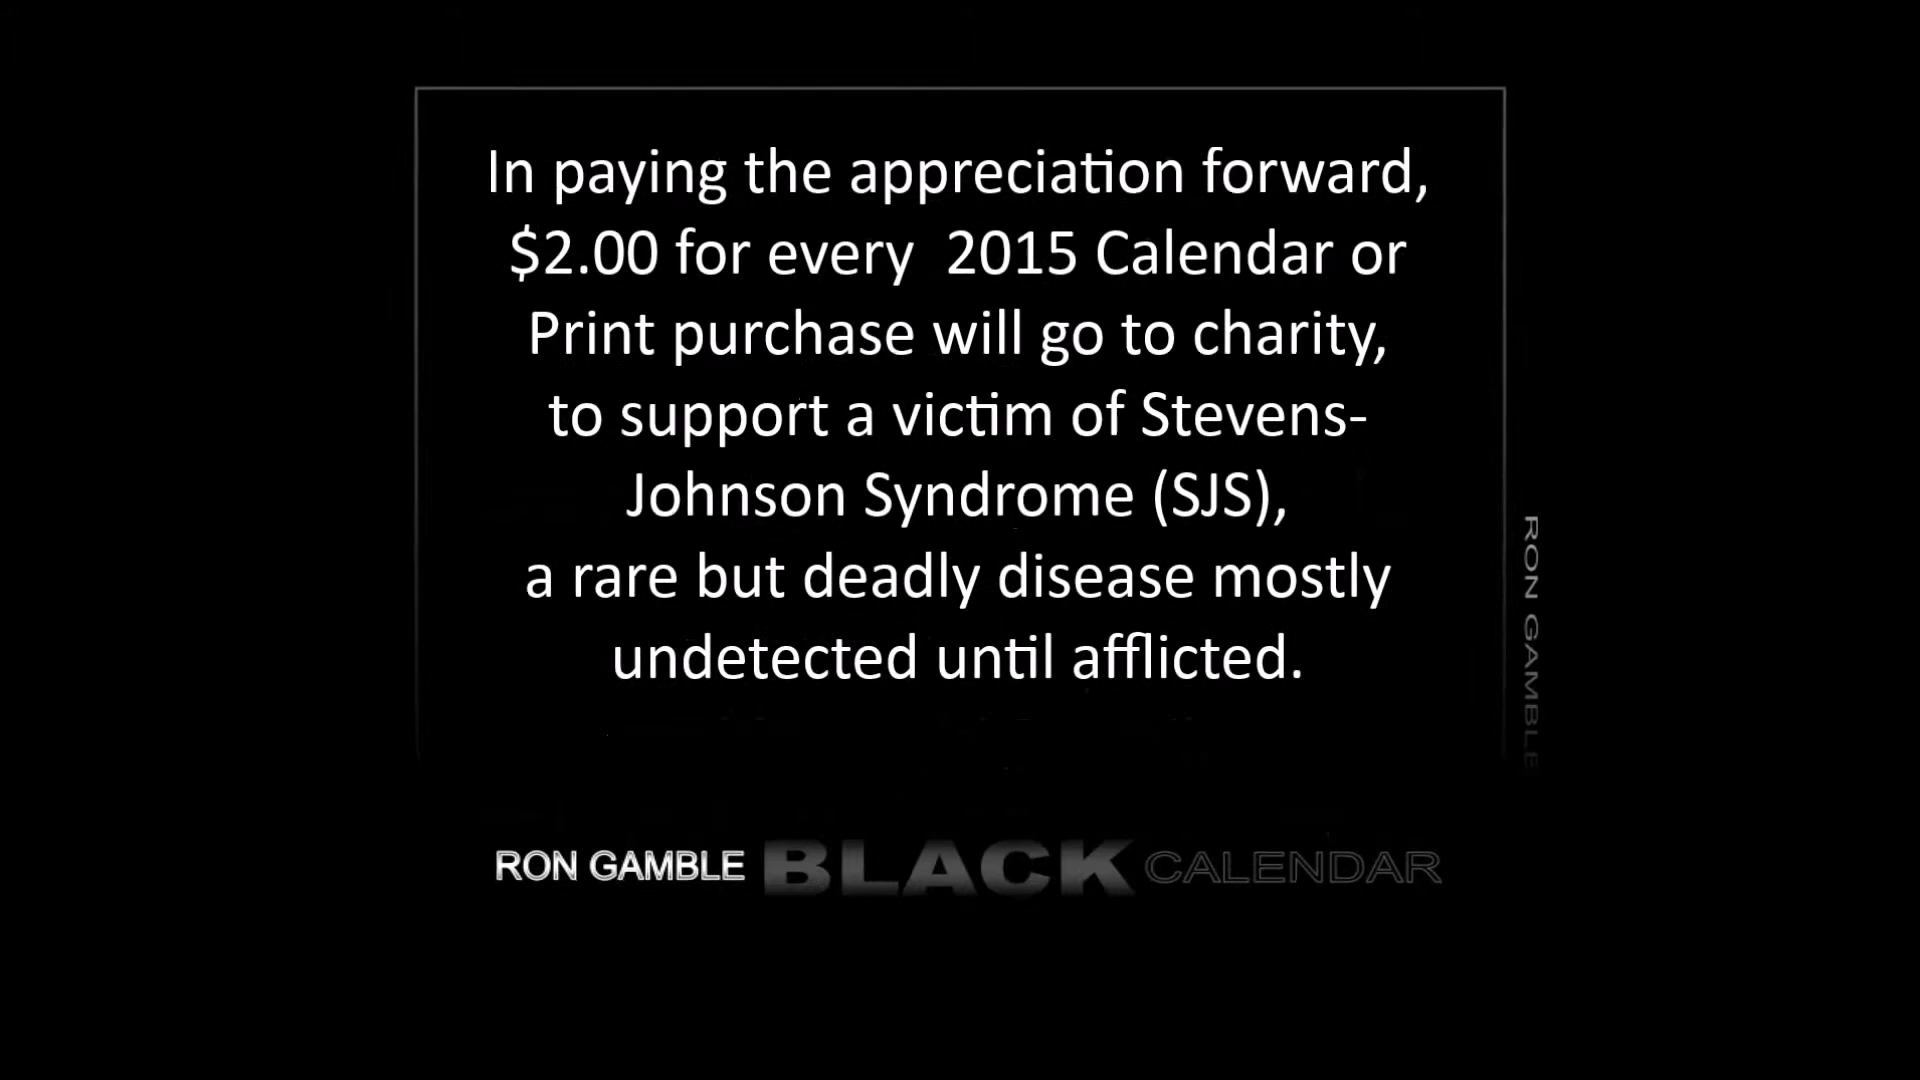 In paying the appreciation forward,
$2.00 for every  2015 Calendar or
Print purchase will go to charity,
to support a victim of Stevens-
Johnson Syndrome (SJS),
a rare but deadly disease mostly
undetected until afflicted.
RON GAMBLE
RON GAMBLE BLACK CALENDAR